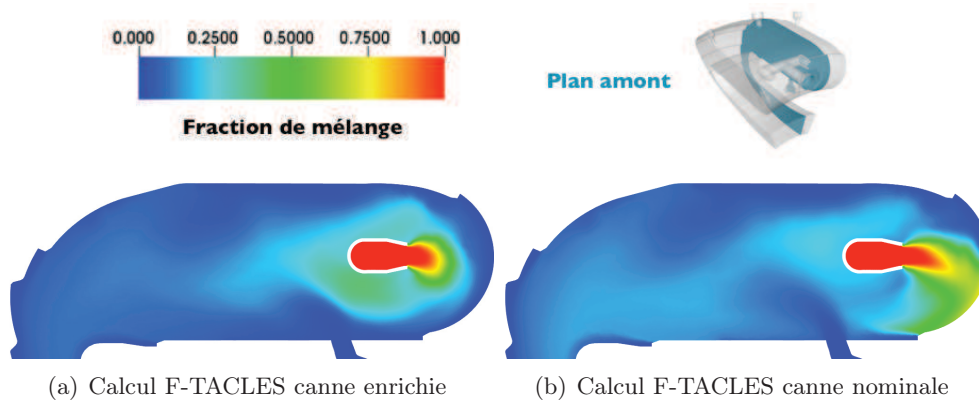 0.000 0.2500 0.5000 0.7500 1.000
Fraction de mélange
Plan amont
(a) Calcul F-TACLES canne enrichie
(b) Calcul F-TACLES canne nominale